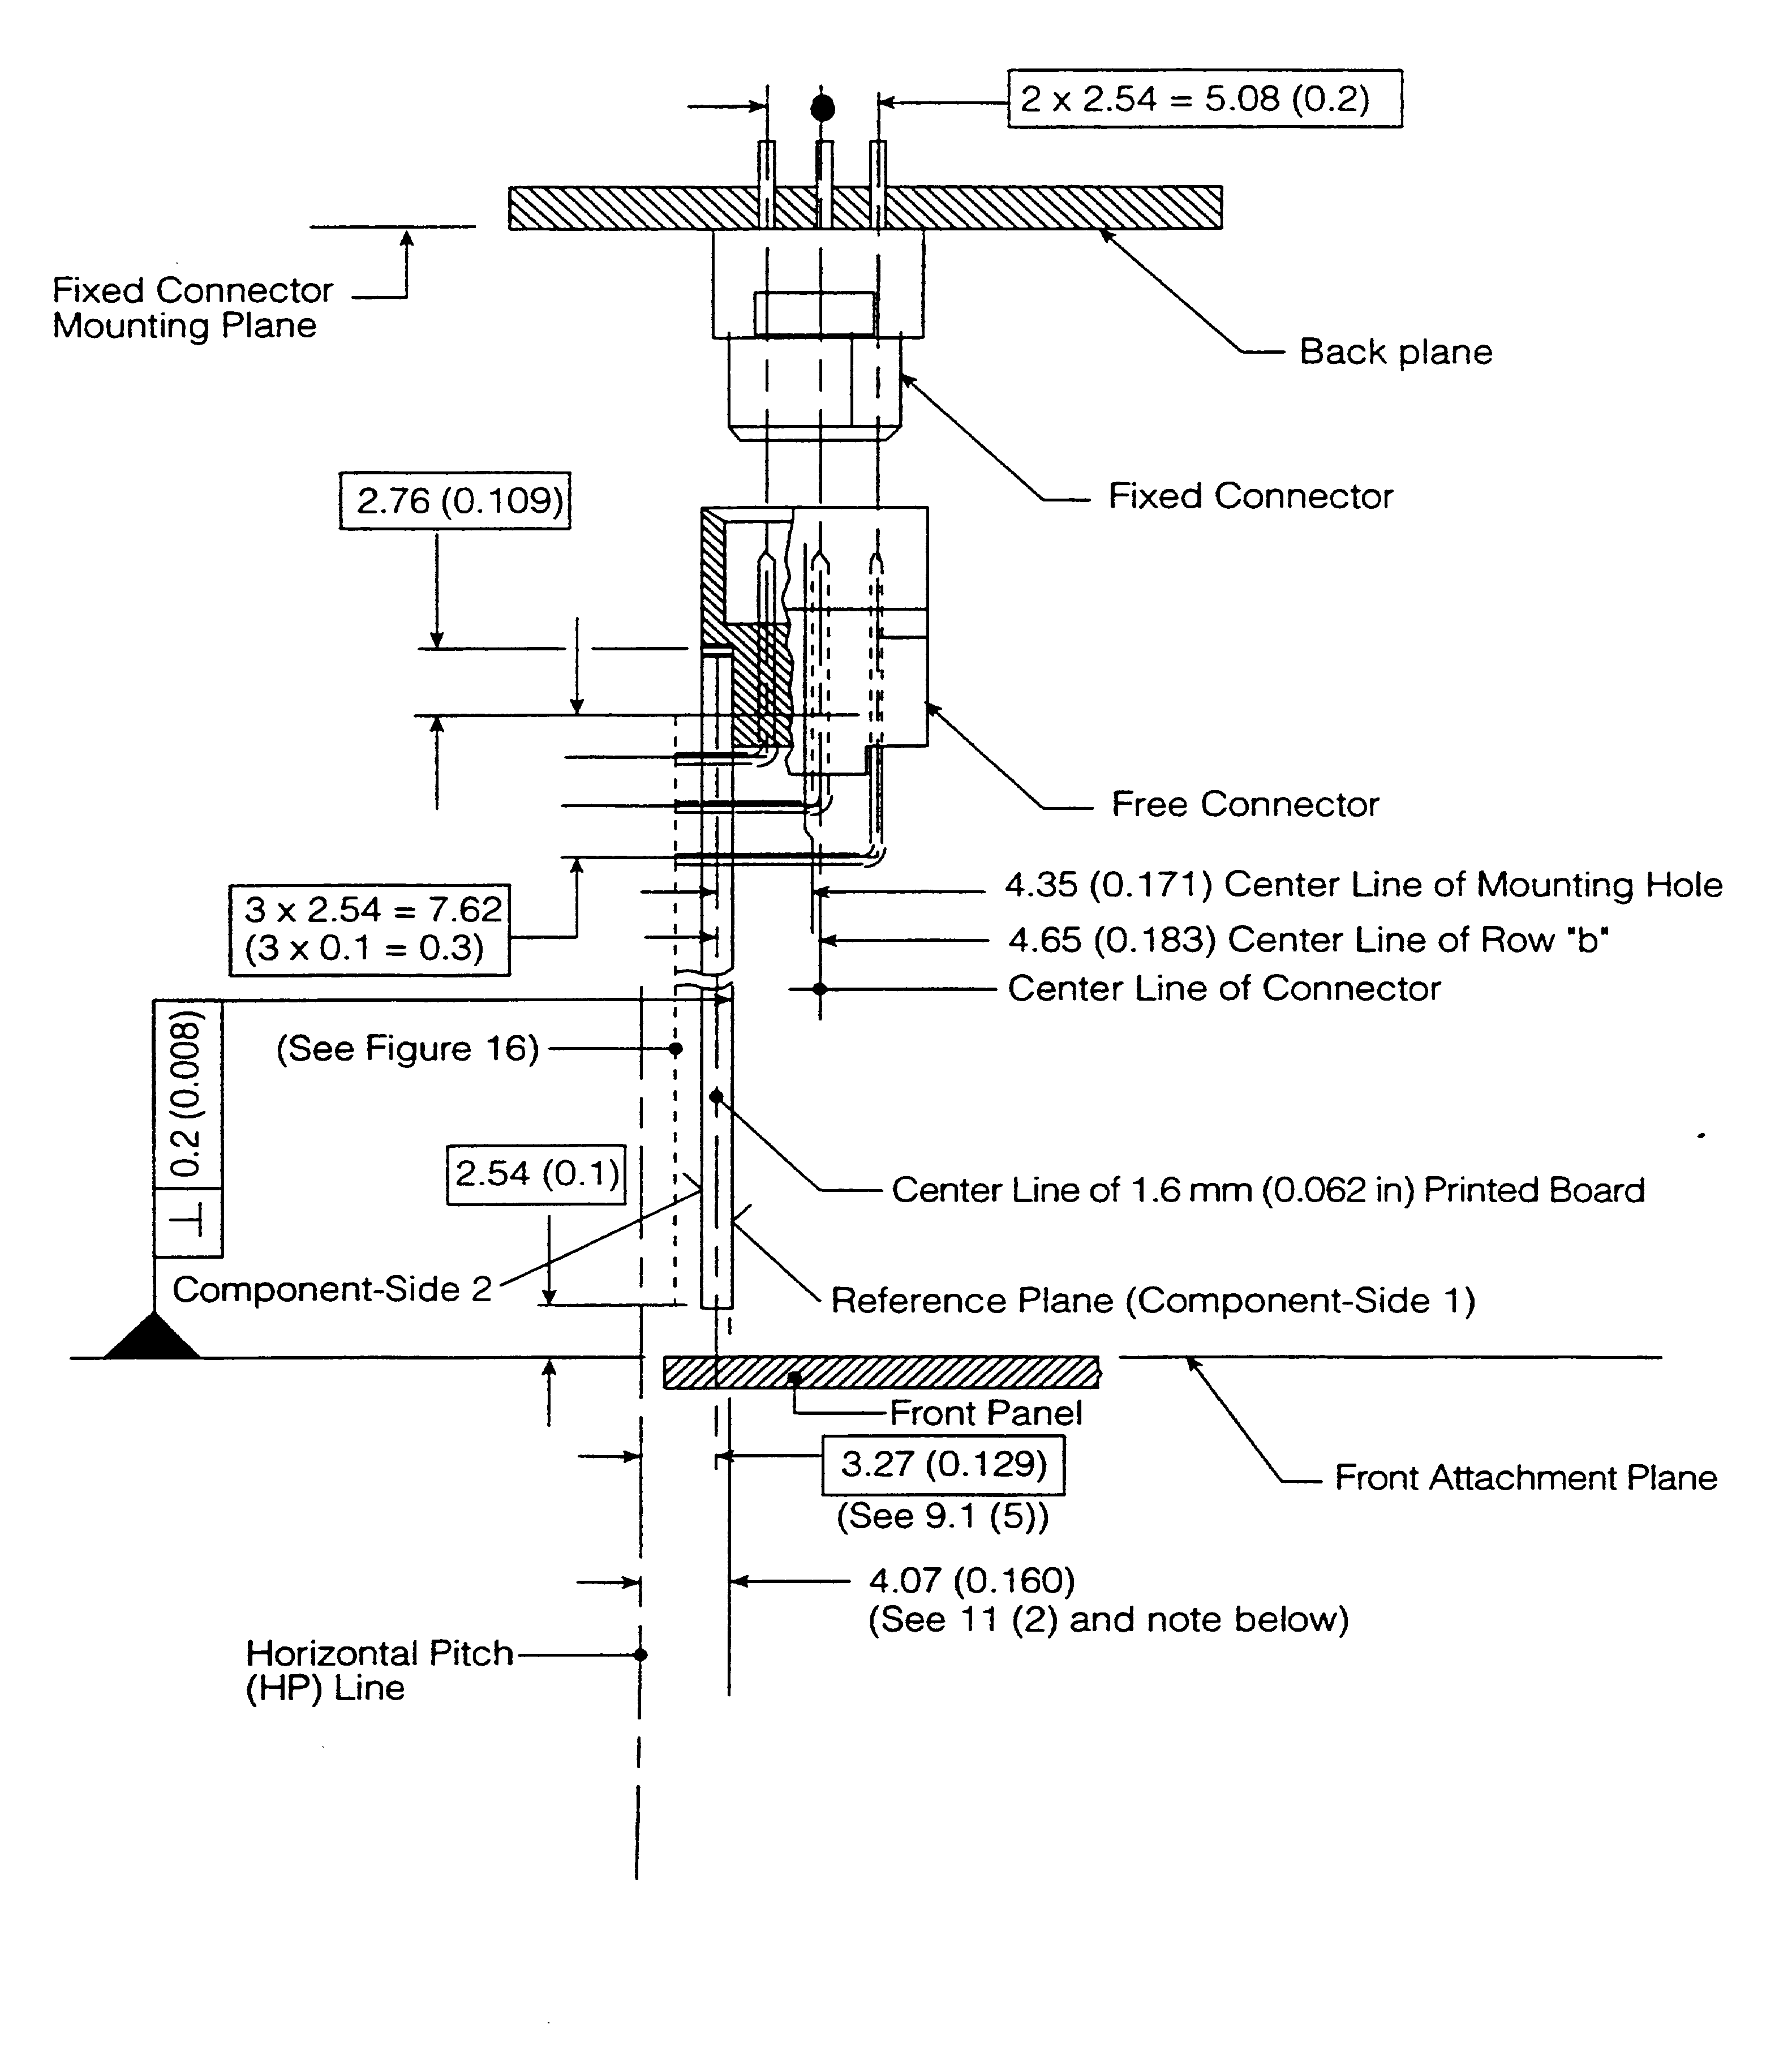 2 x 2.54 = 5.08 (0.2)
Fixed Connector
Mounting Plane
Back plane
2.76 (0.109)
Fixed Connector
Free Connector
3 x 2.54 = 7.62
(3 x 0.1 = 0.3)
4.35 (0.171) Center Line of Mounting Hole
4.65 (0.183) Center Line of Row "b"
Center Line of Connector
(See Figure 16)
⊥ 0.2 (0.008)
2.54 (0.1)
Center Line of 1.6 mm (0.062 in) Printed Board
Component-Side 2
Reference Plane (Component-Side 1)
Front Panel
3.27 (0.129)
(See 9.1 (5))
Front Attachment Plane
4.07 (0.160)
(See 11 (2) and note below)
Horizontal Pitch
(HP) Line